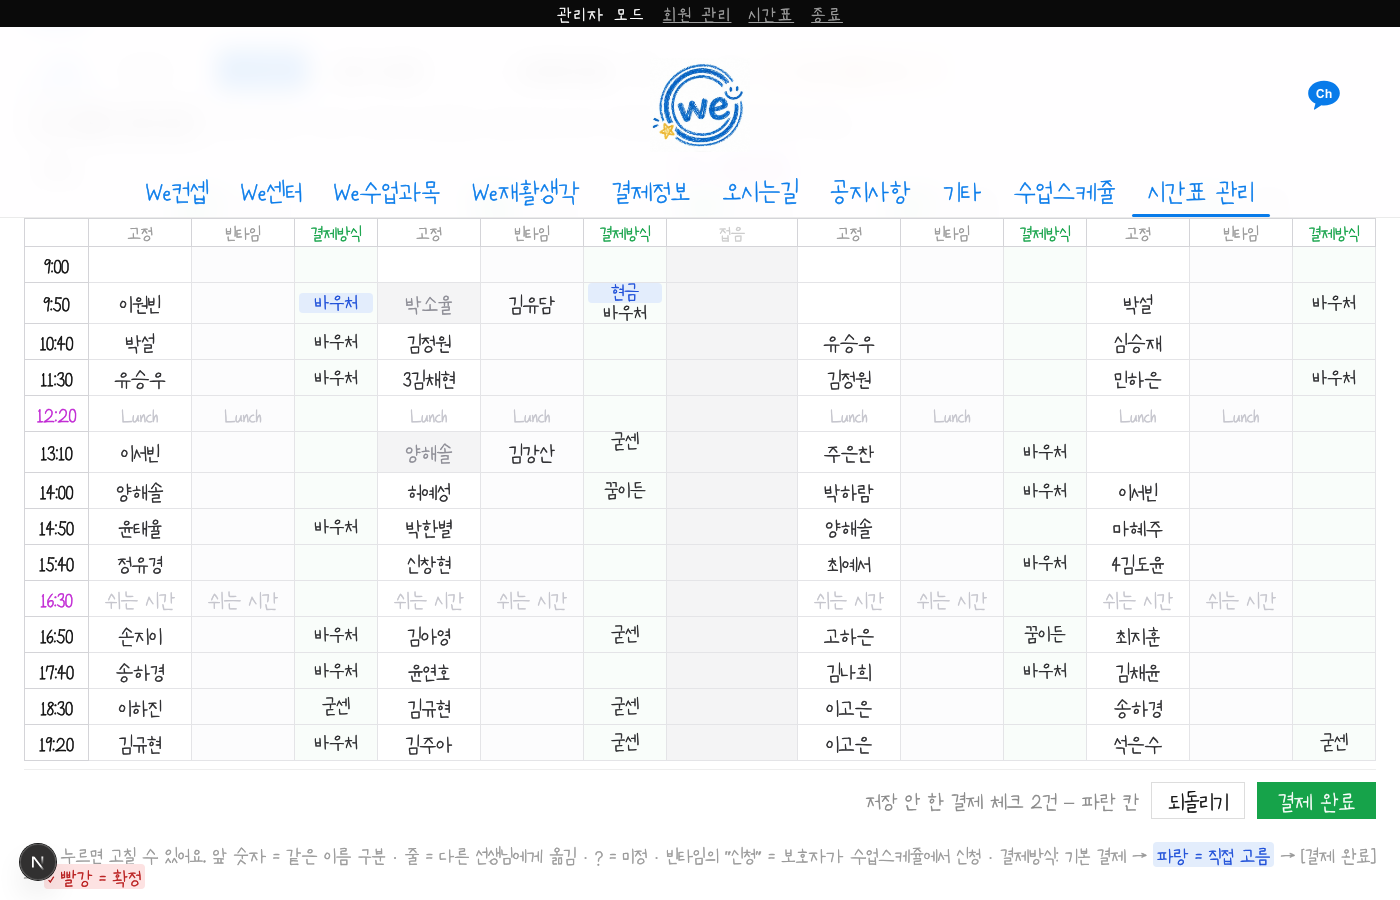 관리자 모드 회원 관리 시간표 종료
we
Ch
We컨셉 We센터 We수업과목 We재활생각 결제정보 오시는길 공지사항 기타 수업스케줄 시간표 관리
고정 빈타임 결제방식 고정 빈타임 결제방식 접음 고정 빈타임 결제방식 고정 빈타임 결제방식
9:00
9:50 이원빈 바우처 박소율 김유담 현금 바우처 박설 바우처
10:40 박설 바우처 김정원 유승우 심승재
11:30 유승우 바우처 3김채현 김정원 민하은 바우처
12:20 Lunch Lunch Lunch Lunch Lunch Lunch Lunch Lunch
13:10 이서빈 양해솔 김강산 굳센 주은찬 바우처
14:00 양해솔 허예성 꿈이든 박하람 바우처 이서빈
14:50 윤태율 바우처 박한별 양해솔 마혜주
15:40 정유경 신창현 최예서 바우처 4김도윤
16:30 쉬는 시간 쉬는 시간 쉬는 시간 쉬는 시간 쉬는 시간 쉬는 시간 쉬는 시간 쉬는 시간
16:50 손지이 바우처 김아영 굳센 고하은 꿈이든 최지훈
17:40 송하경 바우처 윤연호 김나희 바우처 김채윤
18:30 이하진 굳센 김규현 굳센 이고은 송하경
19:20 김규현 바우처 김주아 굳센 이고은 석은수 굳센
저장 안 한 결제 체크 2건 – 파란 칸 되돌리기 결제 완료
N 누르면 고칠 수 있어요. 앞 숫자 = 같은 이름 구분 · 줄 = 다른 선생님에게 옮김 · ? = 미정 · 빈타임의 "신청" = 보호자가 수업스케줄에서 신청 · 결제방식: 기본 결제 → 파랑 = 직접 고름 → [결제 완료]
✓ 빨강 = 확정